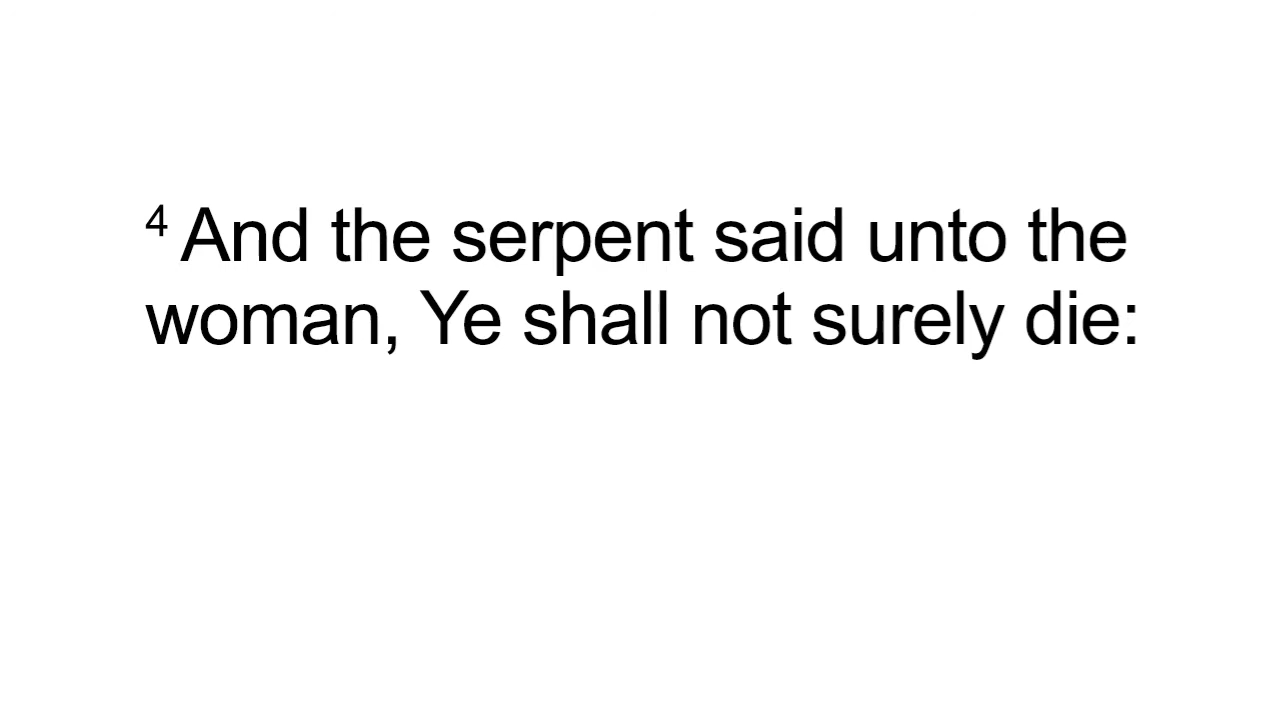 4 And the serpent said unto the
woman, Ye shall not surely die: